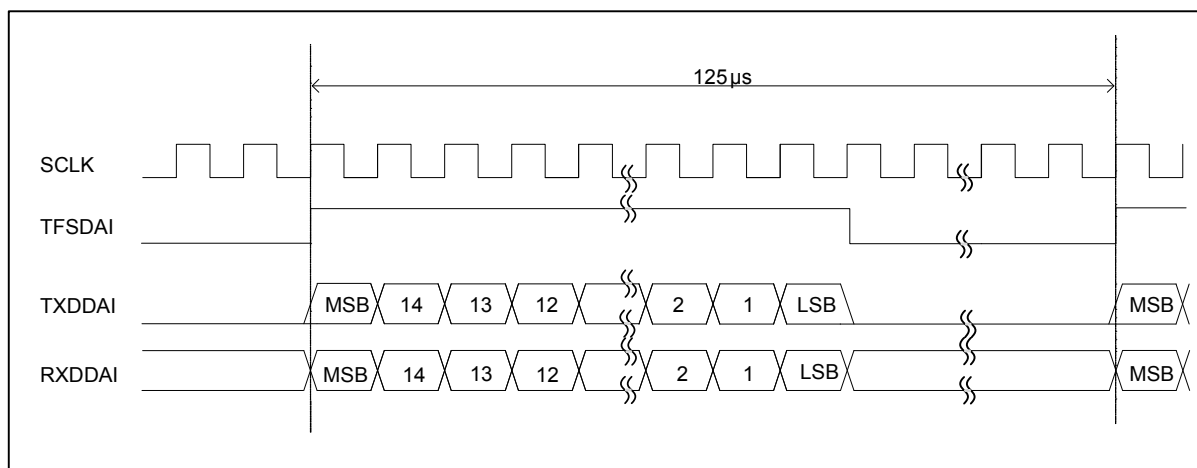 125µs
SCLK
TFSDAI
TXDDAI MSB 14 13 12 2 1 LSB MSB
RXDDAI MSB 14 13 12 2 1 LSB MSB